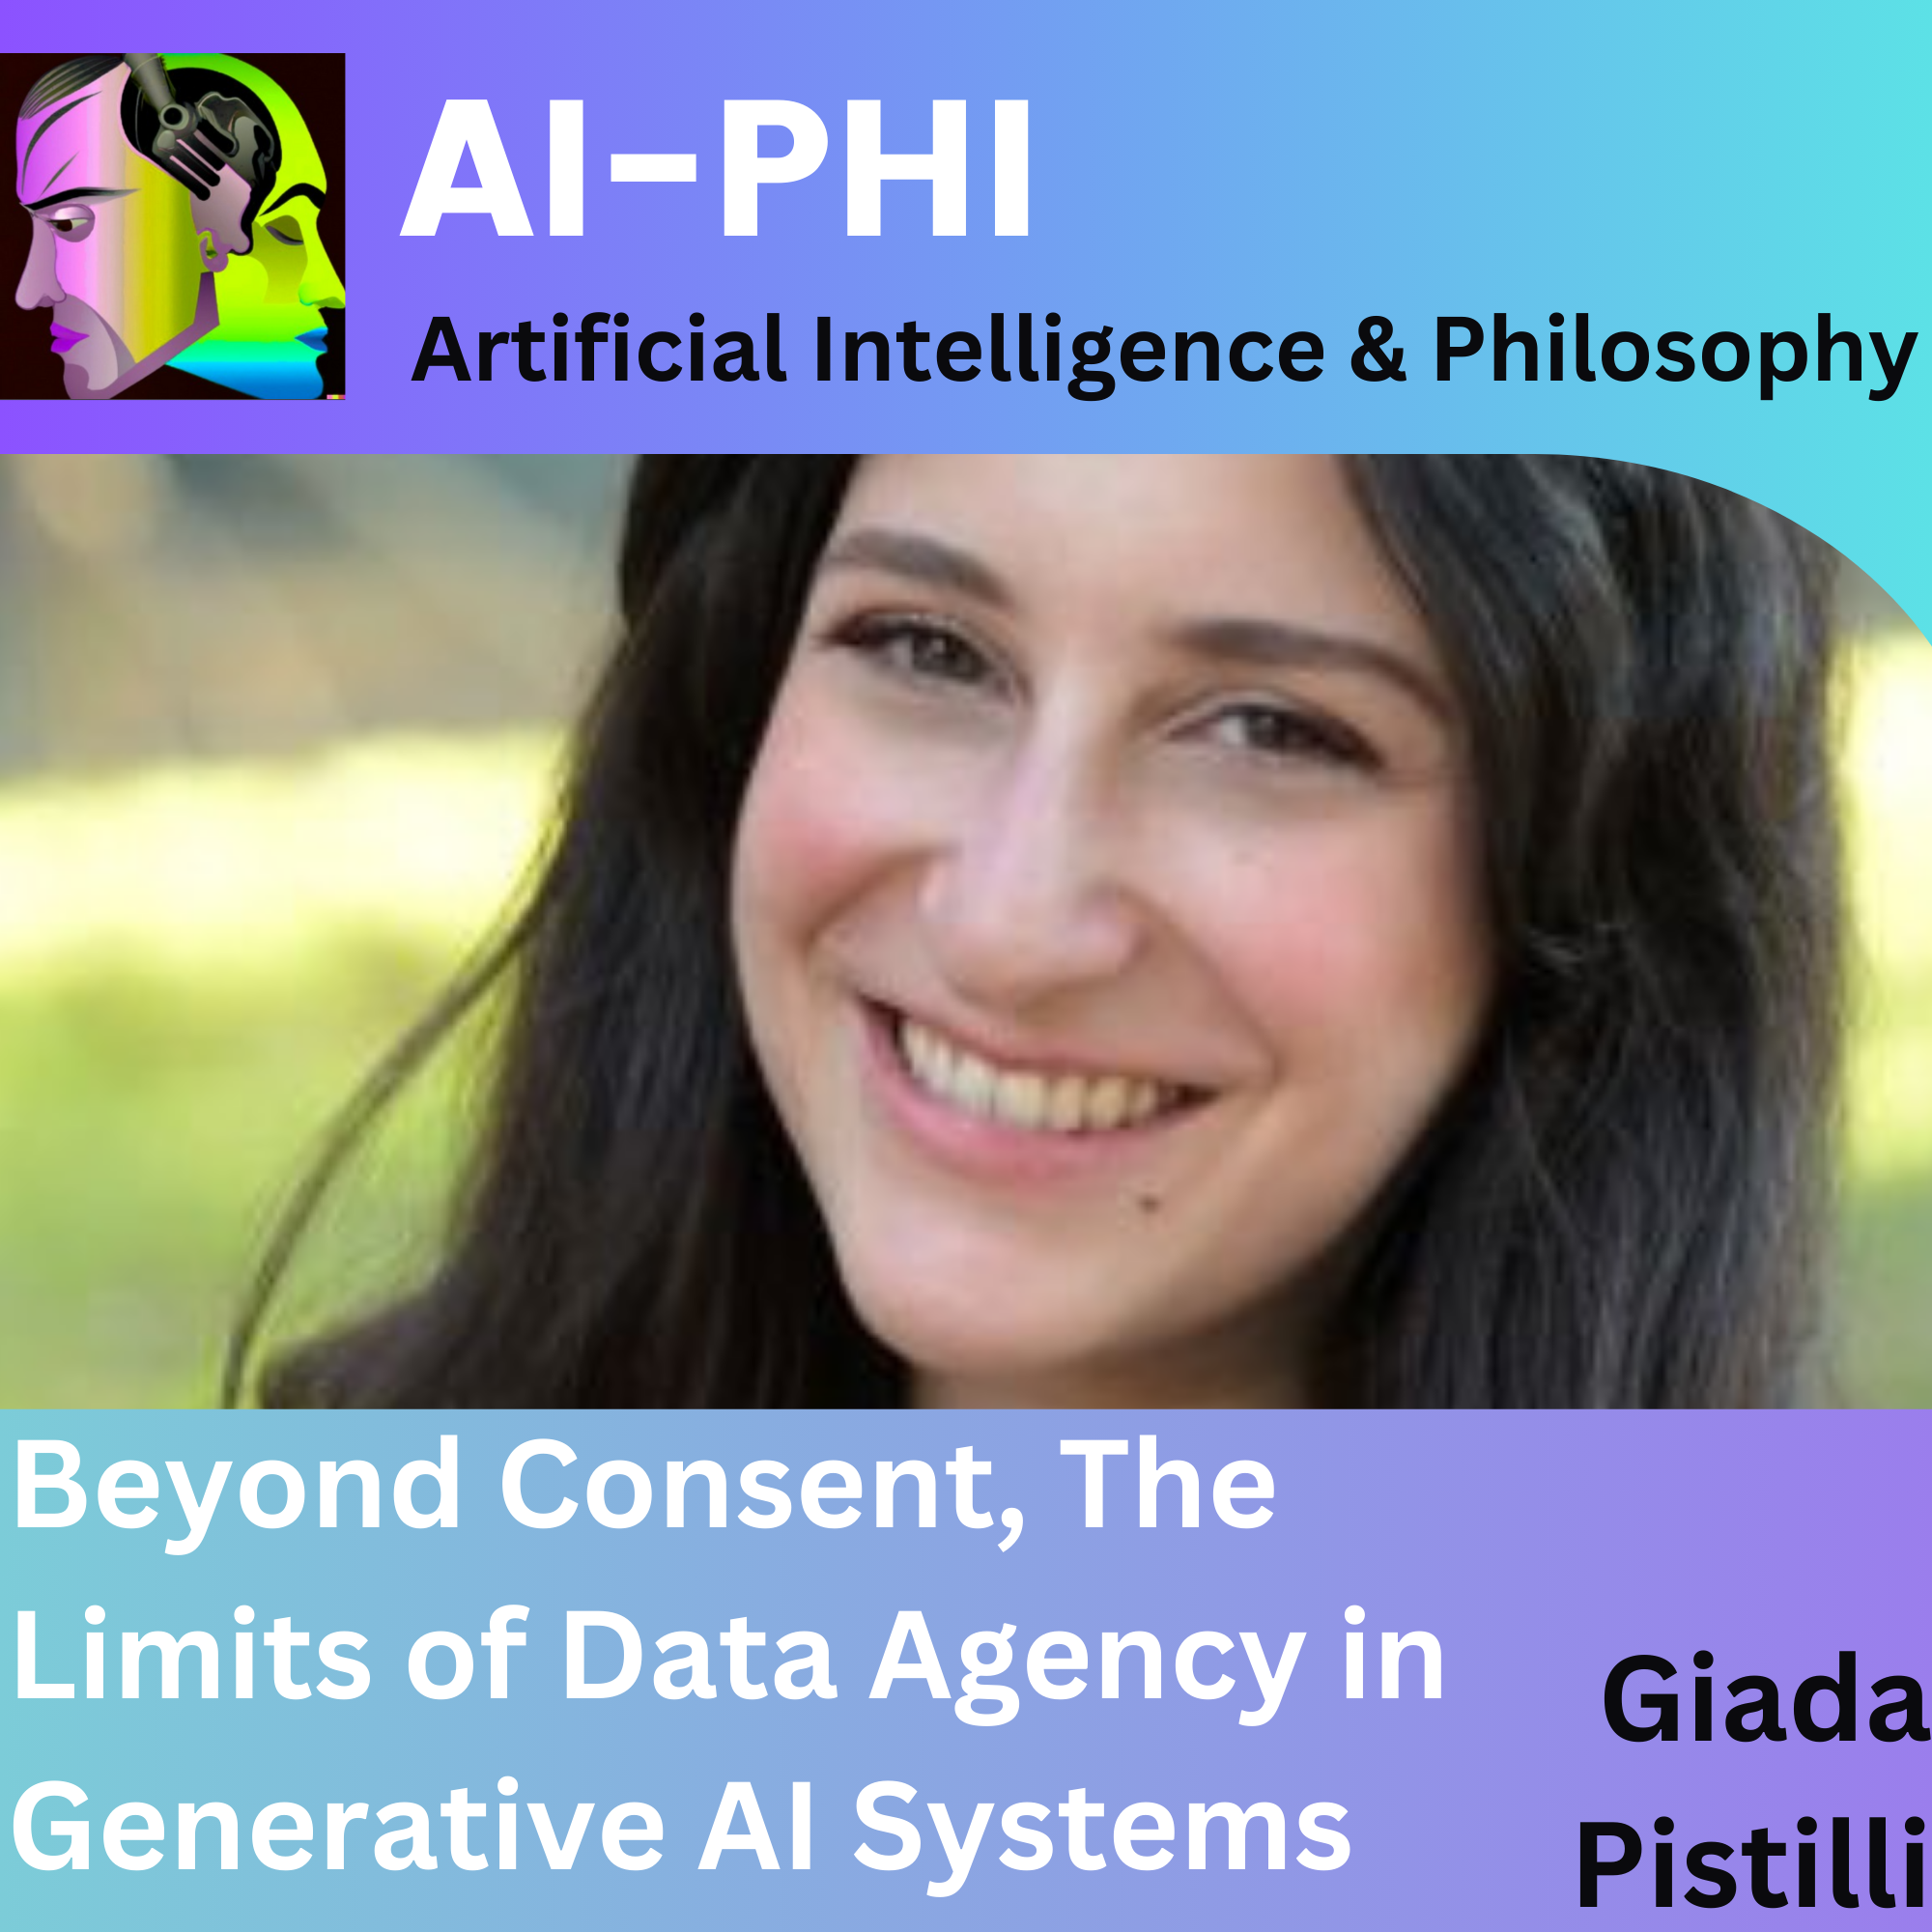 AI–PHI
Artificial Intelligence & Philosophy
Beyond Consent, The
Limits of Data Agency in
Generative AI Systems
Giada
Pistilli